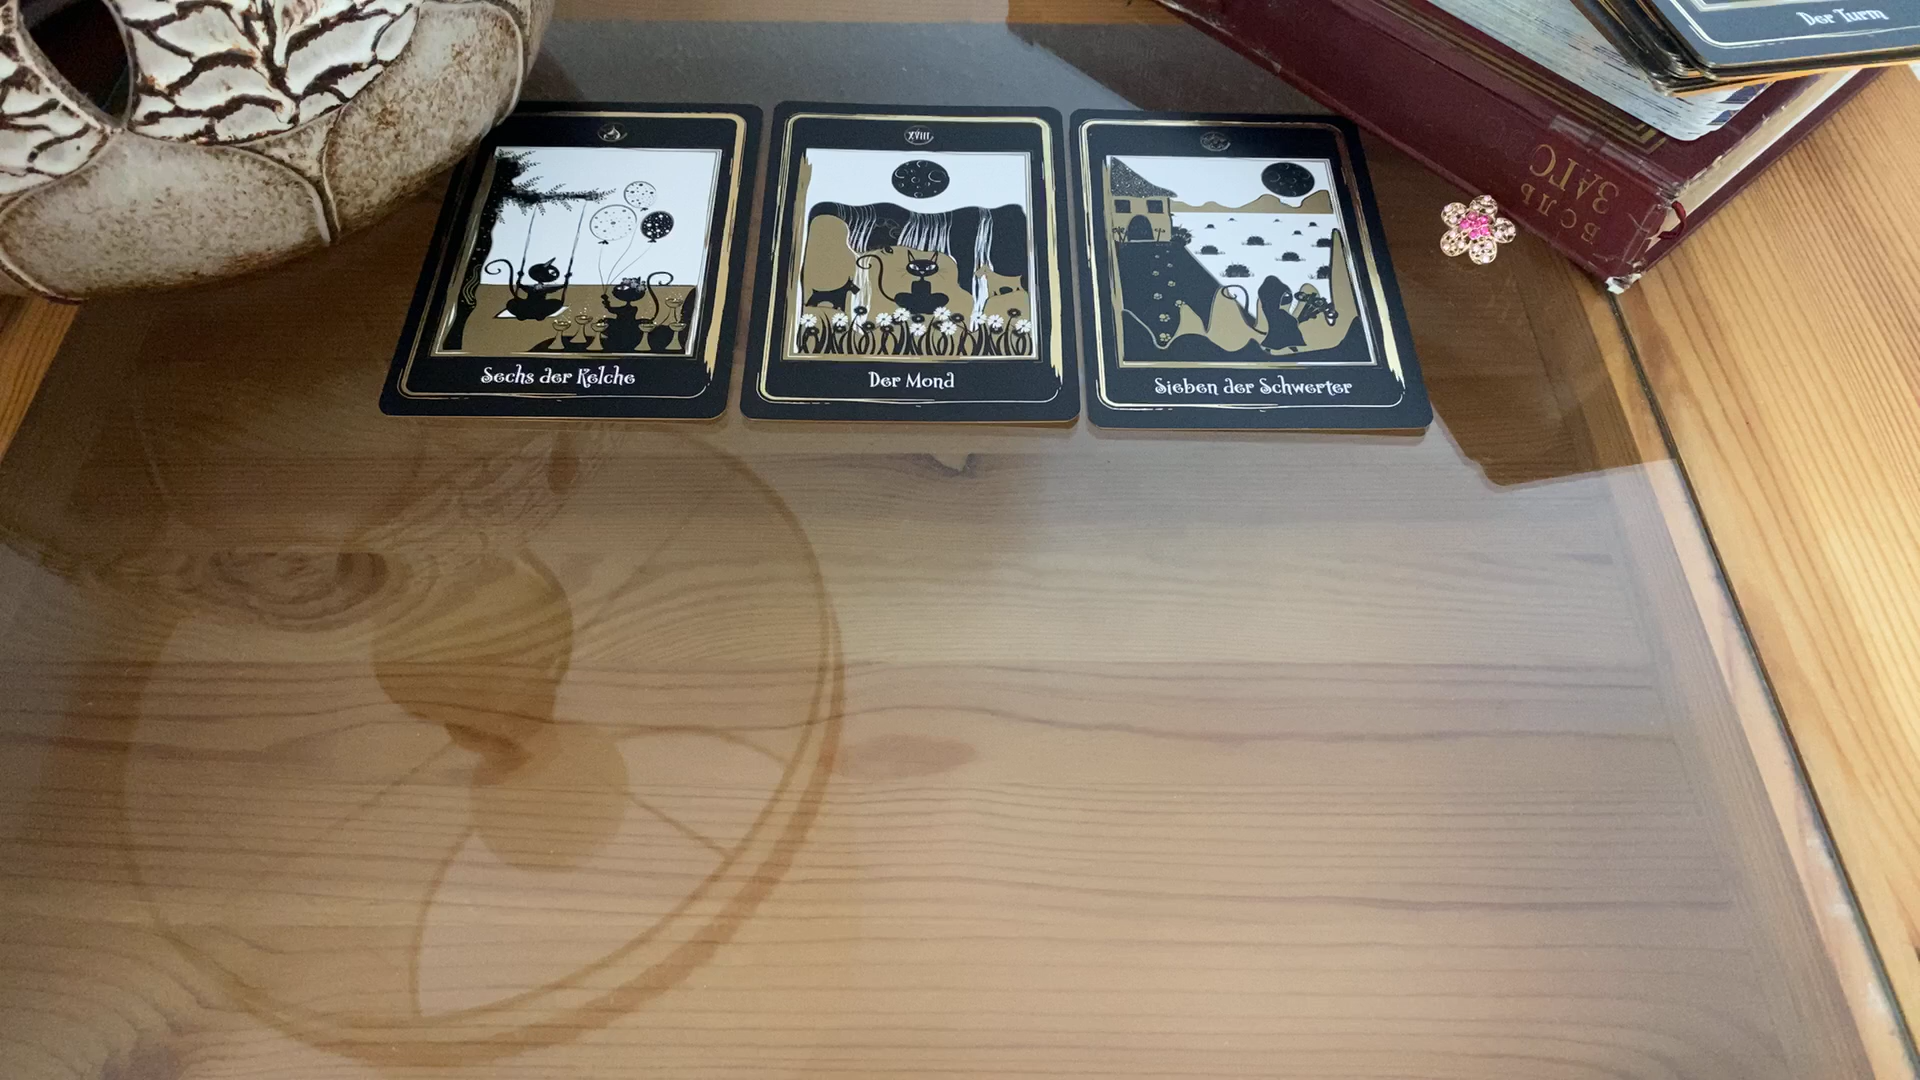 Der Turm
XVIII
Sechs der Kelche
Der Mond
Sieben der Schwerter